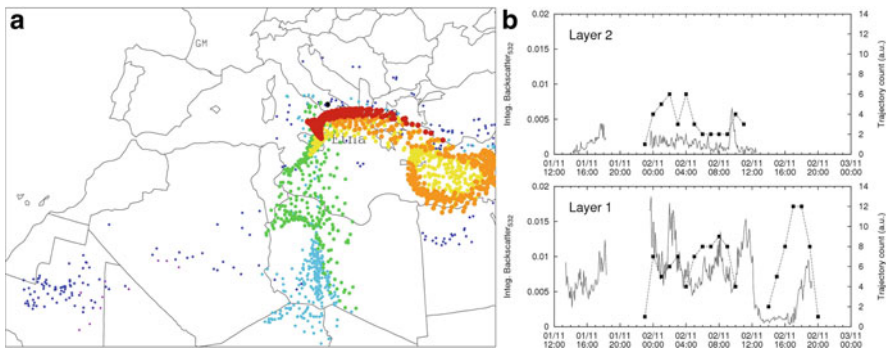 a
GM
Etna
b
0.02 14
Layer 2
12
0.015
10
8
0.01
6
0.005
4
2
0 0
Integ. Backscatter532
Trajectory count (a.u.)
01/11 01/11 01/11 02/11 02/11 02/11 02/11 02/11 02/11 03/11
12:00 16:00 20:00 00:00 04:00 08:00 12:00 16:00 20:00 00:00
0.02 14
Layer 1
12
0.015
10
8
0.01
6
0.005
4
2
0 0
Integ. Backscatter532
Trajectory count (a.u.)
01/11 01/11 01/11 02/11 02/11 02/11 02/11 02/11 02/11 03/11
12:00 16:00 20:00 00:00 04:00 08:00 12:00 16:00 20:00 00:00